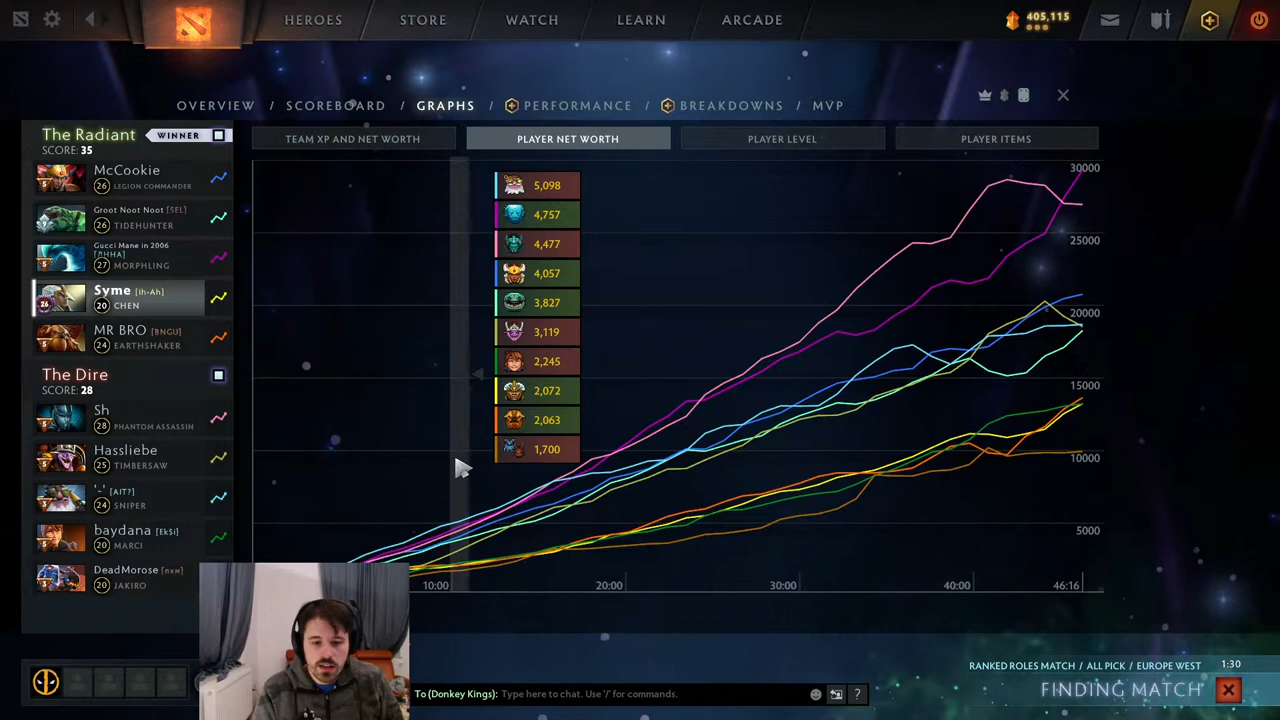 HEROES STORE WATCH LEARN ARCADE 405,115
OVERVIEW / SCOREBOARD / GRAPHS / PERFORMANCE / BREAKDOWNS / MVP
The Radiant WINNER
SCORE: 35
McCookie
26 LEGION COMMANDER
Groot Noot Noot [SEL]
26 TIDEHUNTER
Gucci Mane in 2006
27 MORPHLING
Syme [Ih-Ah]
26
20 CHEN
MR BRO [BNGU]
24 EARTHSHAKER
The Dire
SCORE: 28
Sh
28 PHANTOM ASSASSIN
Hassliebe
25 TIMBERSAW
'-' [AIT?]
24 SNIPER
baydana [EkSi]
20 MARCI
DeadMorose [пкм]
20 JAKIRO
TEAM XP AND NET WORTH PLAYER NET WORTH PLAYER LEVEL PLAYER ITEMS
5,098
4,757
4,477
4,057
3,827
3,119
2,245
2,072
2,063
1,700
30000
25000
20000
15000
10000
5000
10:00 20:00 30:00 40:00 46:16
RANKED ROLES MATCH / ALL PICK / EUROPE WEST 1:30
FINDING MATCH
To (Donkey Kings): Type here to chat. Use '/' for commands. ?